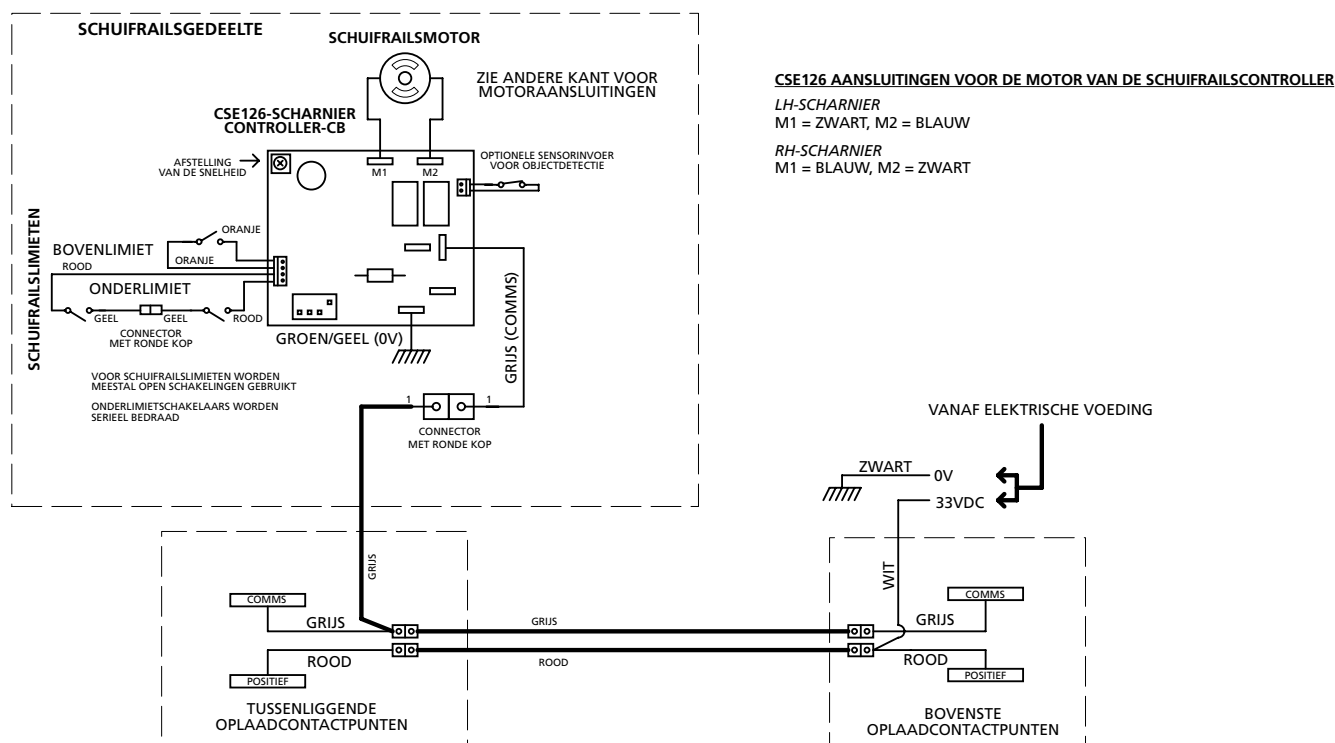 SCHUIFRAILSGEDEELTE
SCHUIFRAILSMOTOR
ZIE ANDERE KANT VOOR
MOTORAANSLUITINGEN
CSE126-SCHARNIER
CONTROLLER-CB
AFSTELLING
VAN DE SNELHEID
M1
M2
OPTIONELE SENSORINVOER
VOOR OBJECTDETECTIE
CSE126 AANSLUITINGEN VOOR DE MOTOR VAN DE SCHUIFRAILSCONTROLLER
LH-SCHARNIER
M1 = ZWART, M2 = BLAUW
RH-SCHARNIER
M1 = BLAUW, M2 = ZWART
SCHUIFRAILSLIMIETEN
ORANJE
BOVENLIMIET
ROOD
ORANJE
ONDERLIMIET
GEEL
GEEL
ROOD
CONNECTOR
MET RONDE KOP
GROEN/GEEL (0V)
GRIJS (COMMS)
VOOR SCHUIFRAILSLIMIETEN WORDEN
MEESTAL OPEN SCHAKELINGEN GEBRUIKT
ONDERLIMIETSCHAKELAARS WORDEN
SERIEEL BEDRAAD
1
1
CONNECTOR
MET RONDE KOP
VANAF ELEKTRISCHE VOEDING
ZWART
0V
33VDC
WIT
GRIJS
COMMS
GRIJS
GRIJS
COMMS
GRIJS
ROOD
POSITIEF
ROOD
ROOD
POSITIEF
TUSSENLIGGENDE
OPLAADCONTACTPUNTEN
BOVENSTE
OPLAADCONTACTPUNTEN